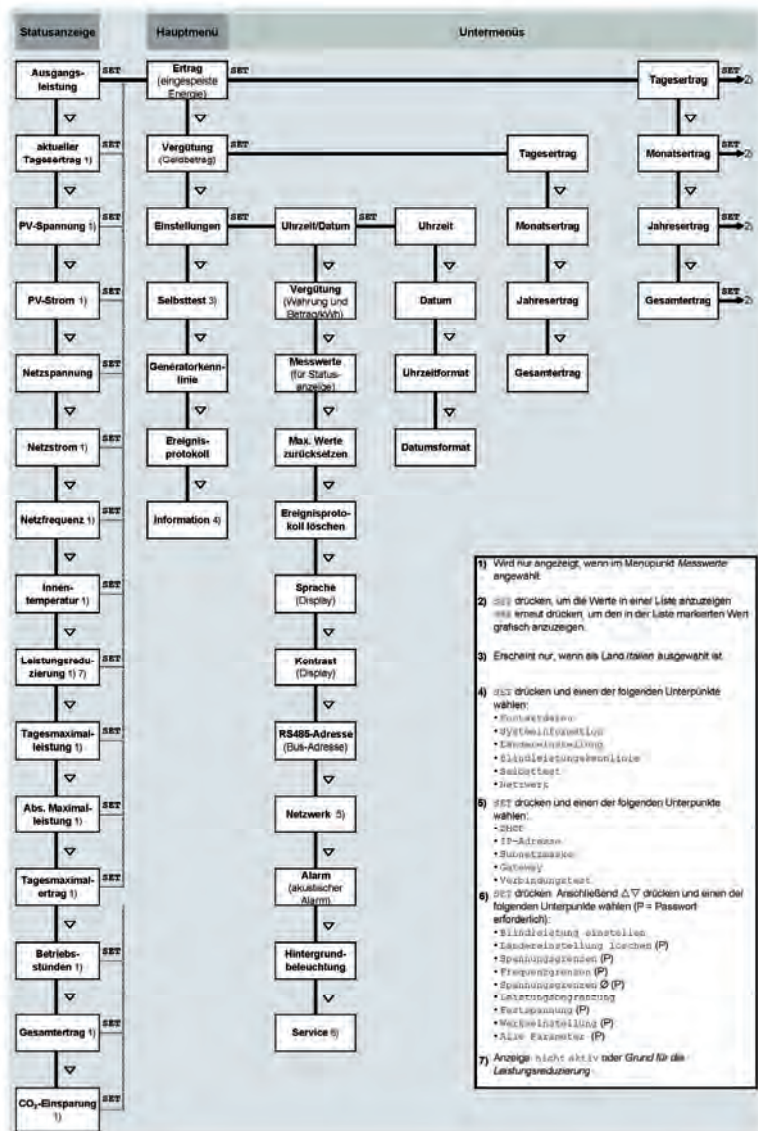 Statusanzeige
Hauptmenü
Untermenüs
Ausgangs-
leistung
SET
aktueller
Tagesertrag 1)
SET
PV-Spannung 1)
SET
PV-Strom 1)
SET
Netzspannung
SET
Netzstrom 1)
SET
Netzfrequenz 1)
SET
Innen-
temperatur 1)
SET
Leistungsredu-
zierung 1) 7)
SET
Tagesmaximal-
leistung 1)
SET
Abs. Maximal-
leistung 1)
SET
Tagesmaximal-
ertrag 1)
SET
Betriebs-
stunden 1)
SET
Gesamtertrag 1)
SET
CO₂-Einsparung
1)
SET
Ertrag
(eingespeiste
Energie)
SET
Vergütung
(Geldbetrag)
SET
Einstellungen
SET
Selbsttest 3)
Generatorkenn-
linie
Ereignis-
protokoll
Information 4)
Uhrzeit/Datum
SET
Vergütung
(Währung und
Betrag/kWh)
Messwerte
(für Status-
anzeige)
Max. Werte
zurücksetzen
Ereignisproto-
koll löschen
Sprache
(Display)
Kontrast
(Display)
RS485-Adresse
(Bus-Adresse)
Netzwerk 5)
Alarm
(akustischer
Alarm)
Hintergrund-
beleuchtung
Service 6)
Uhrzeit
Datum
Uhrzeitformat
Datumsformat
Tagesertrag
Monatsertrag
Jahresertrag
Gesamtertrag
Tagesertrag
SET
2)
Monatsertrag
SET
2)
Jahresertrag
SET
2)
Gesamtertrag
SET
2)
1) Wird nur angezeigt, wenn im Menüpunkt Messwerte
angewählt.
2) SET drücken, um die Werte in einer Liste anzuzeigen
SET erneut drücken, um den in der Liste markierten Wert
grafisch anzuzeigen.
3) Erscheint nur, wenn als Land Italien ausgewählt ist.
4) SET drücken und einen der folgenden Unterpunkte
wählen:
• Kontaktdaten
• Systeminformation
• Ländereinstellung
• Blindleistungskennlinie
• Selbsttest
• Netzwerk
5) SET drücken und einen der folgenden Unterpunkte
wählen:
• DHCP
• IP-Adresse
• Subnetzmaske
• Gateway
• Verbindungstest
6) SET drücken. Anschließend △▽ drücken und einen der
folgenden Unterpunkte wählen (P = Passwort
erforderlich):
• Blindleistung einstellen
• Ländereinstellung löschen (P)
• Spannungsgrenzen (P)
• Frequenzgrenzen (P)
• Spannungsgrenzen Ø (P)
• Leistungsbegrenzung
• Festspannung (P)
• Werkseinstellung (P)
• Alle Parameter (P)
7) Anzeige nicht aktiv oder Grund für die
Leistungsreduzierung